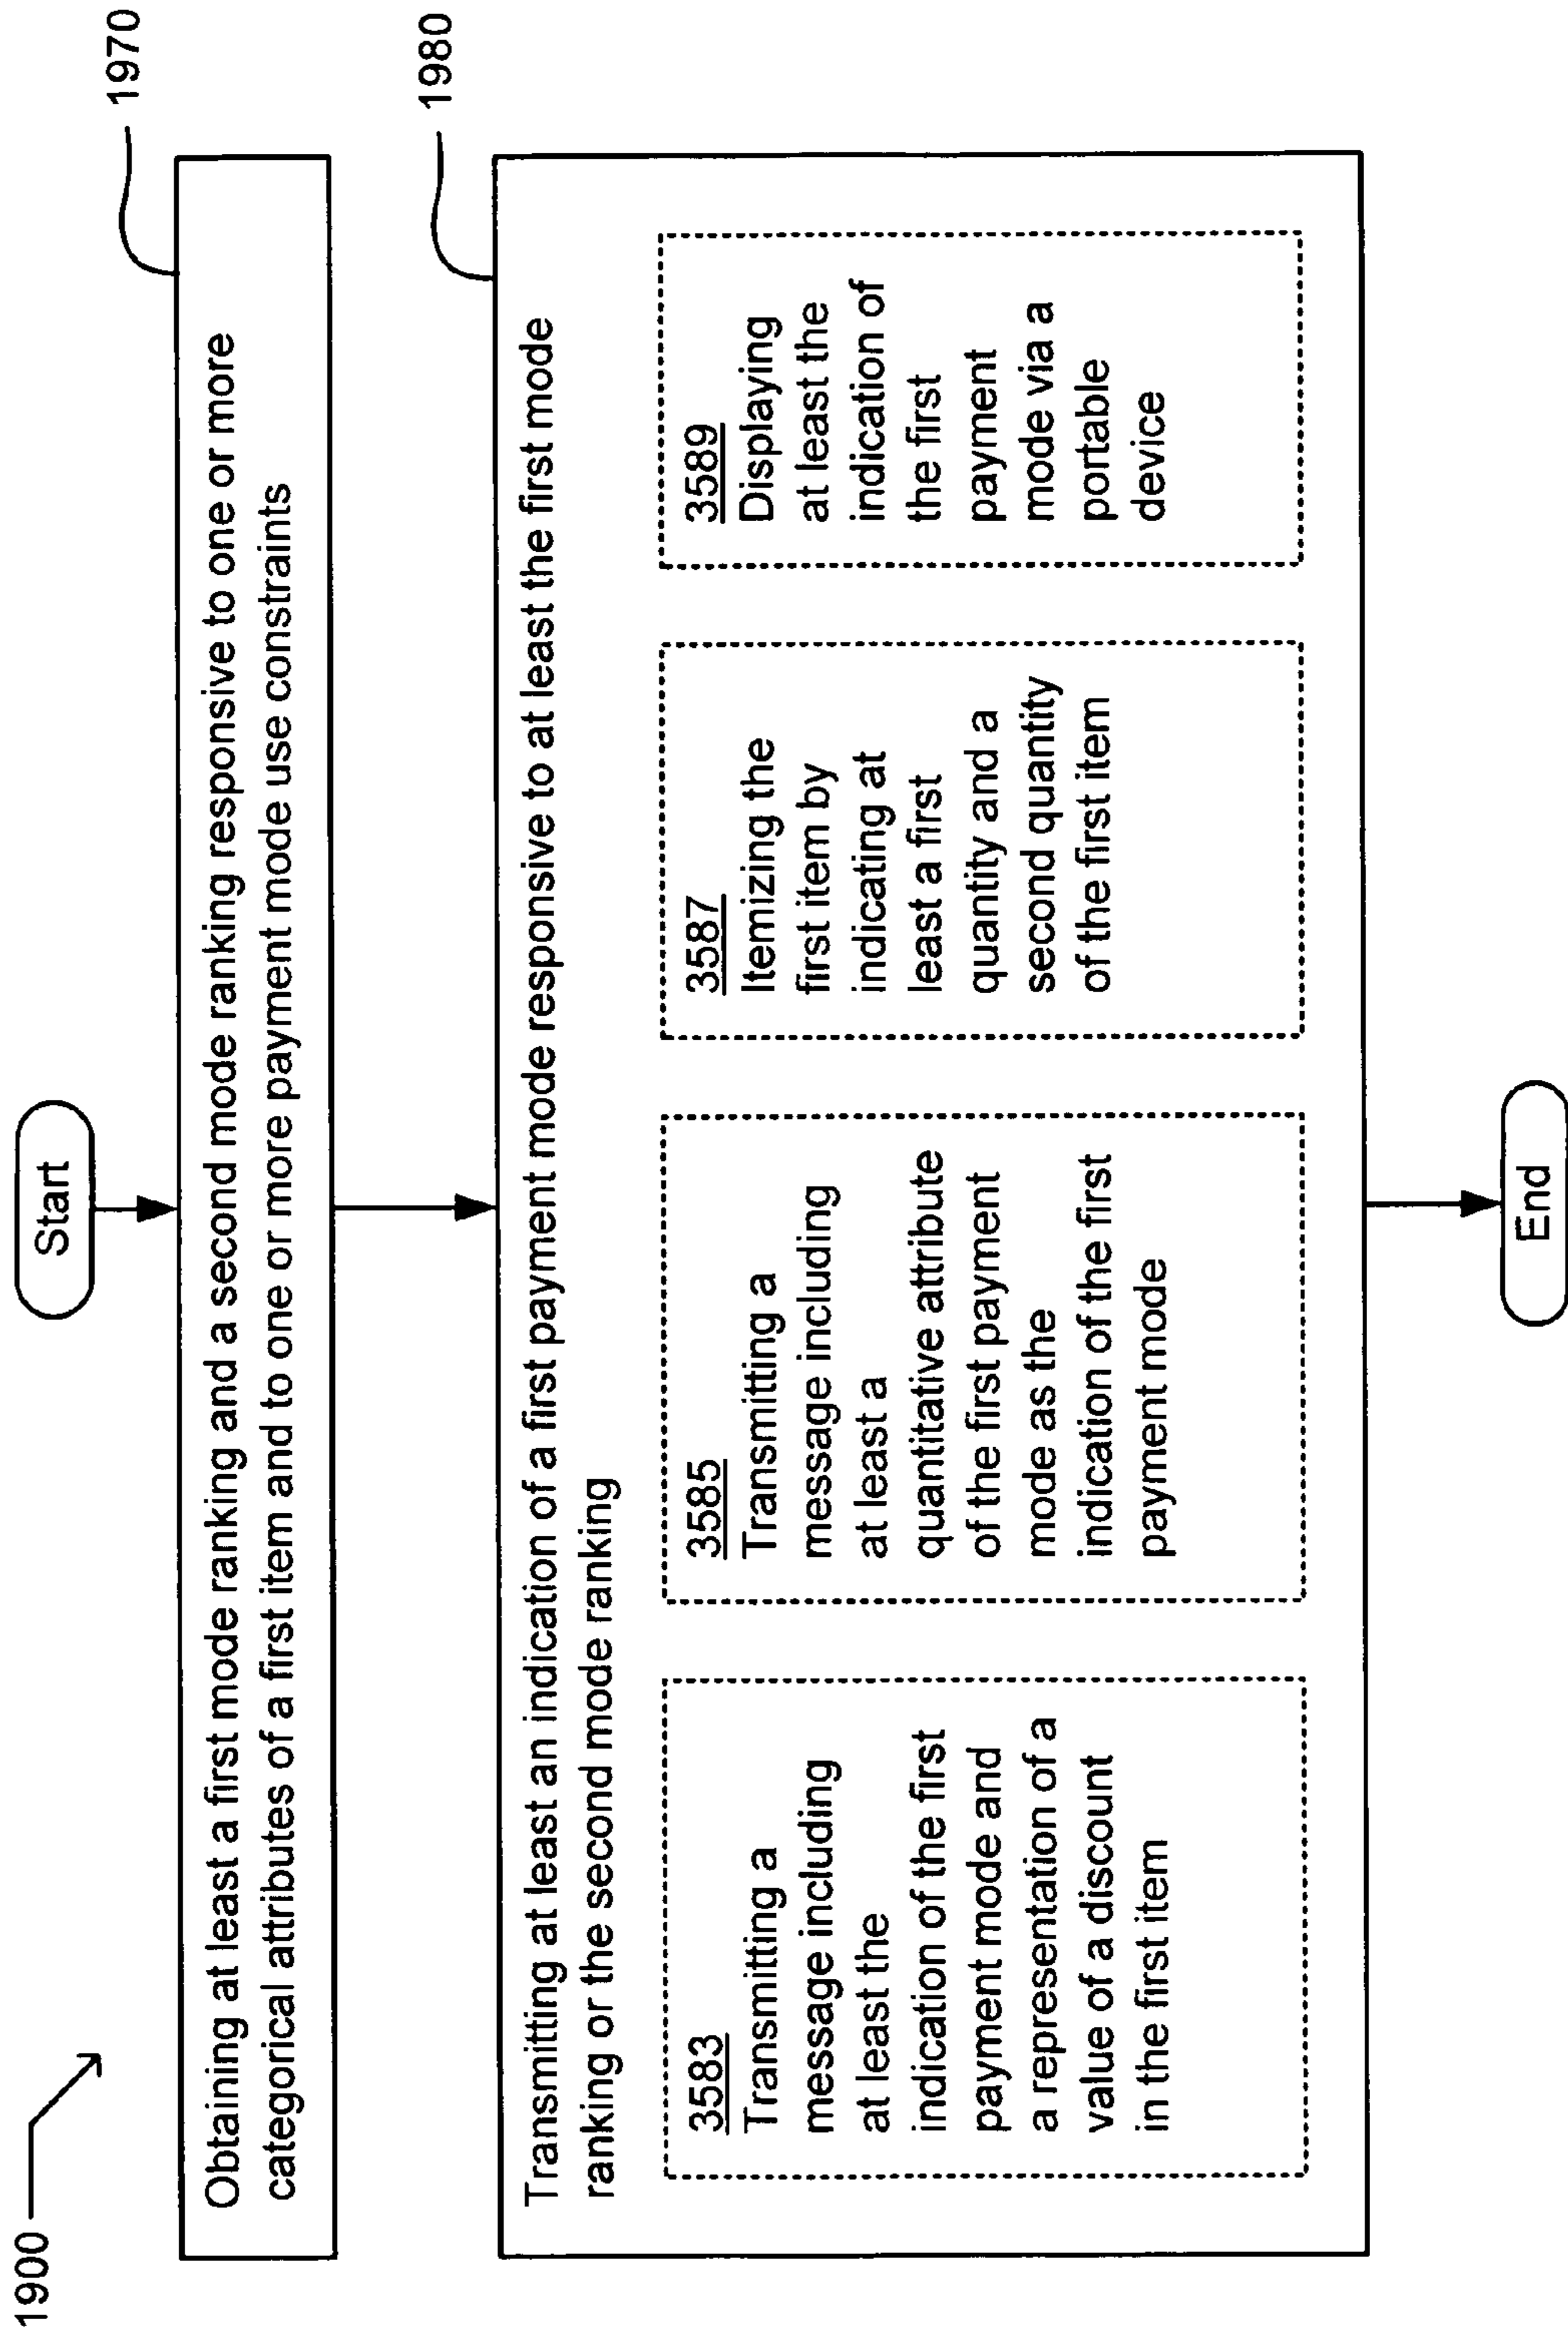 1900
Start
1970
Obtaining at least a first mode ranking and a second mode ranking responsive to one or more
categorical attributes of a first item and to one or more payment mode use constraints
1980
Transmitting at least an indication of a first payment mode responsive to at least the first mode
ranking or the second mode ranking
3583
Transmitting a
message including
at least the
indication of the first
payment mode and
a representation of a
value of a discount
in the first item
3585
Transmitting a
message including
at least a
quantitative attribute
of the first payment
mode as the
indication of the first
payment mode
3587
Itemizing the
first item by
indicating at
least a first
quantity and a
second quantity
of the first item
3589
Displaying
at least the
indication of
the first
payment
mode via a
portable
device
End